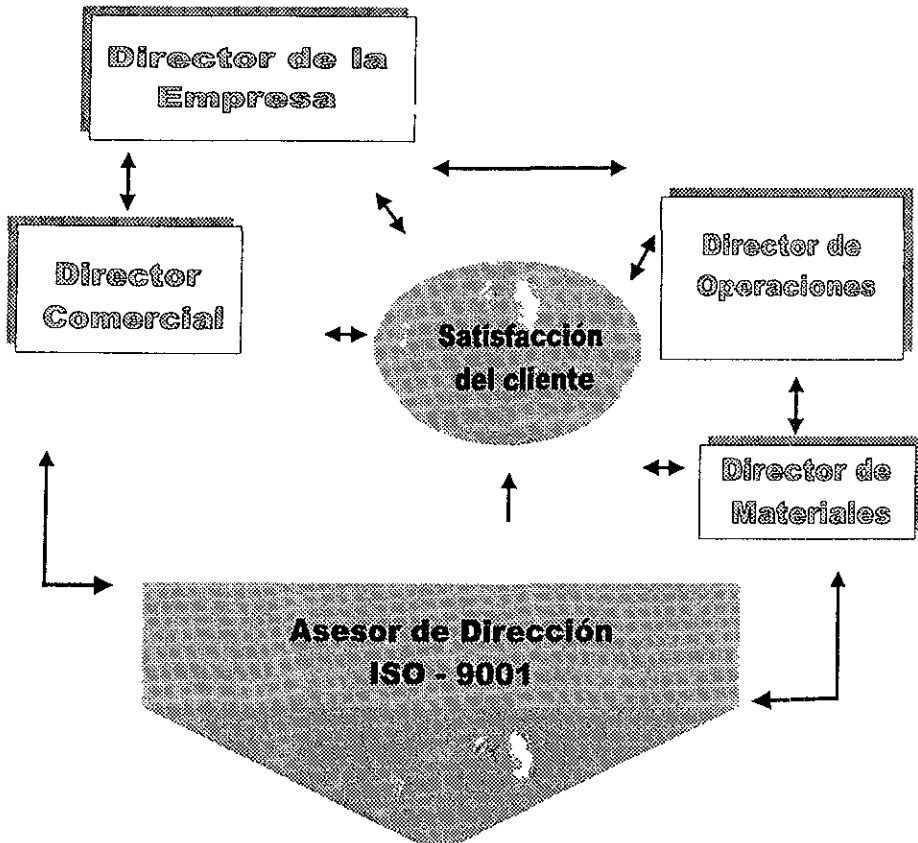 Director de la
Empresa
Director
Comercial
Director de
Operaciones
Satisfacción
del cliente
Director de
Materiales
Asesor de Dirección
ISO - 9001